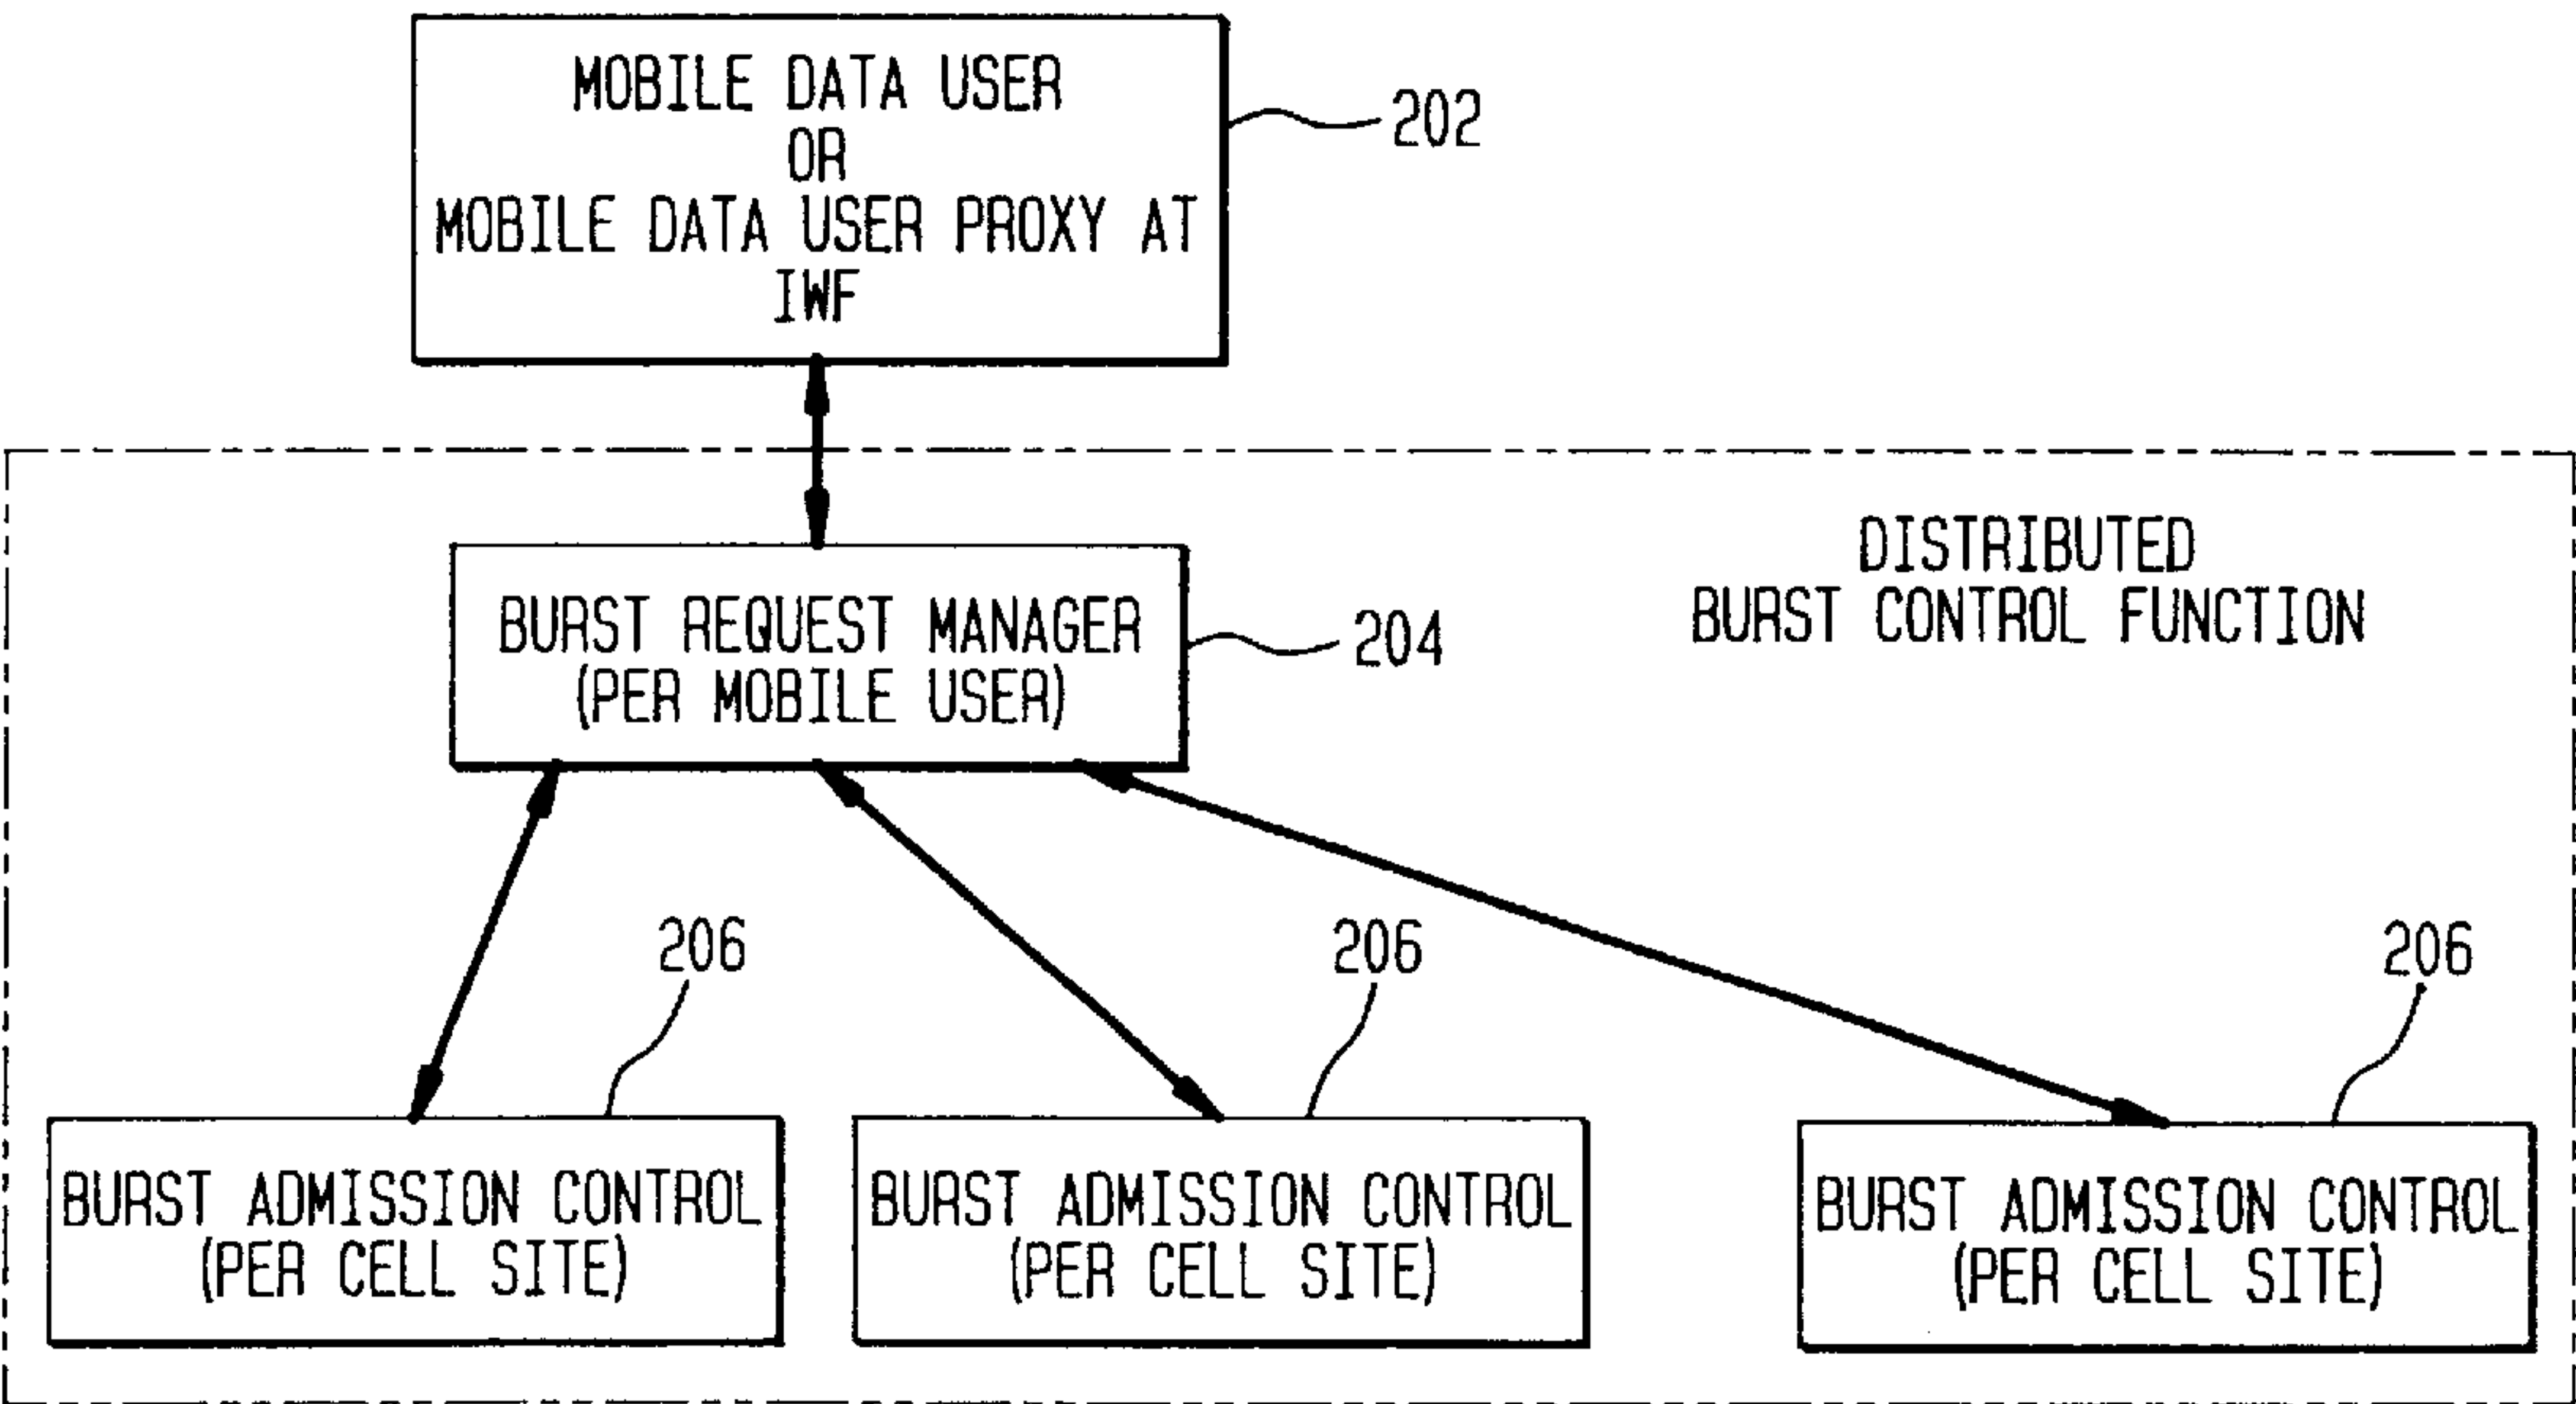 MOBILE DATA USER
OR
MOBILE DATA USER PROXY AT
IWF
202
DISTRIBUTED
BURST CONTROL FUNCTION
BURST REQUEST MANAGER
(PER MOBILE USER)
204
206
206
206
BURST ADMISSION CONTROL
(PER CELL SITE)
BURST ADMISSION CONTROL
(PER CELL SITE)
BURST ADMISSION CONTROL
(PER CELL SITE)